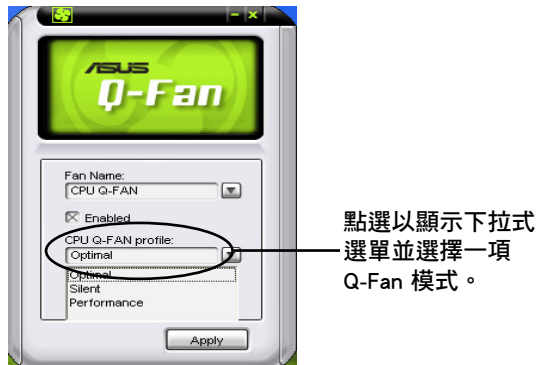 ASUS
Q-Fan
Fan Name:
CPU Q-FAN
Enabled
CPU Q-FAN profile:
Optimal
Optimal
Silent
Performance
Apply
點選以顯示下拉式
選單並選擇一項
Q-Fan 模式。